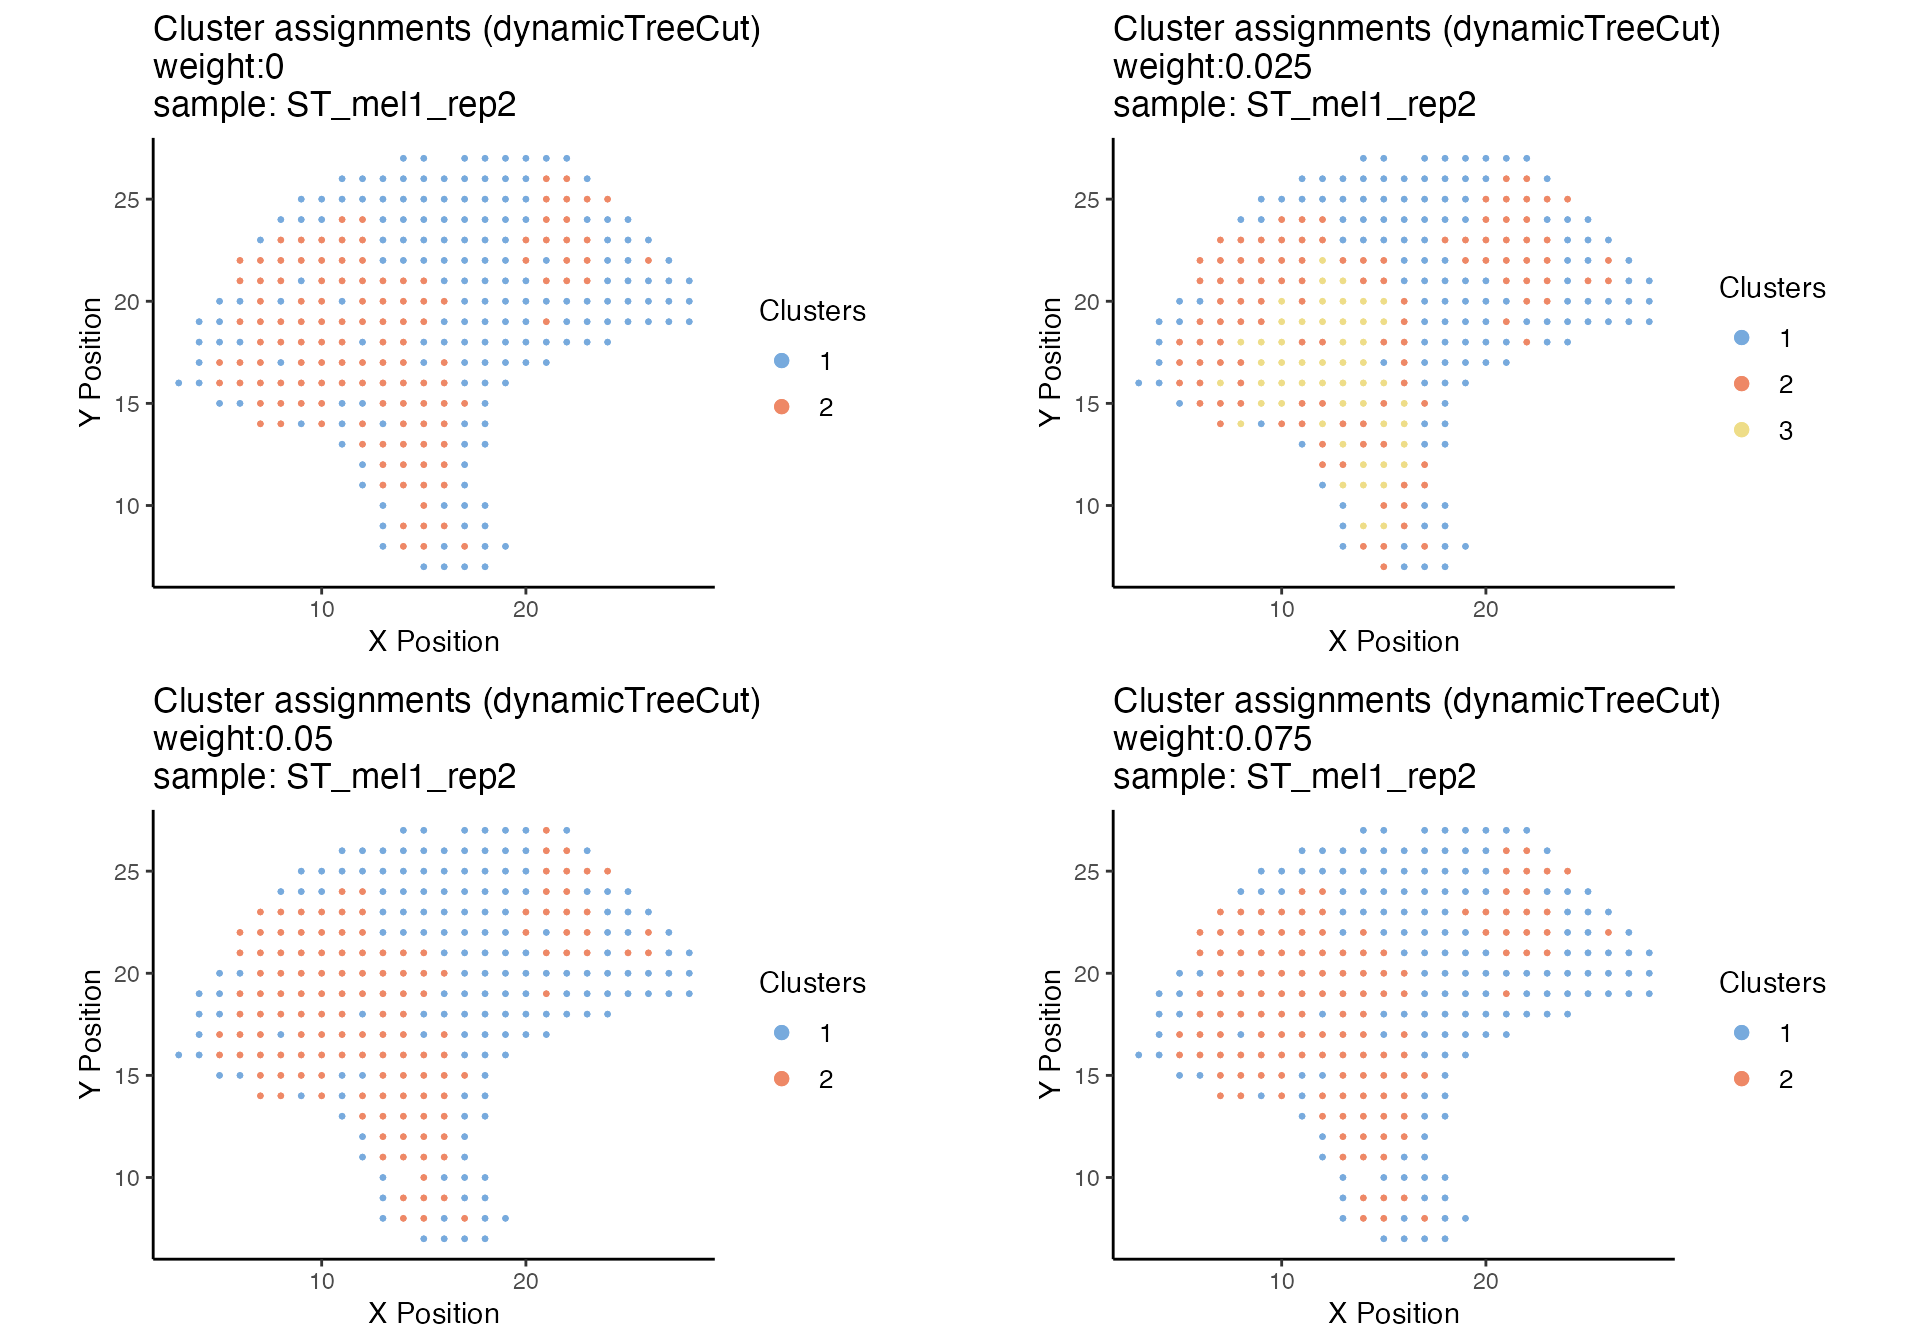 Cluster assignments (dynamicTreeCut)
weight:0
sample: ST_mel1_rep2
25
20
15
10
Y Position
10 20
X Position
Clusters
1
2
Cluster assignments (dynamicTreeCut)
weight:0.025
sample: ST_mel1_rep2
25
20
15
10
Y Position
10 20
X Position
Clusters
1
2
3
Cluster assignments (dynamicTreeCut)
weight:0.05
sample: ST_mel1_rep2
25
20
15
10
Y Position
10 20
X Position
Clusters
1
2
Cluster assignments (dynamicTreeCut)
weight:0.075
sample: ST_mel1_rep2
25
20
15
10
Y Position
10 20
X Position
Clusters
1
2